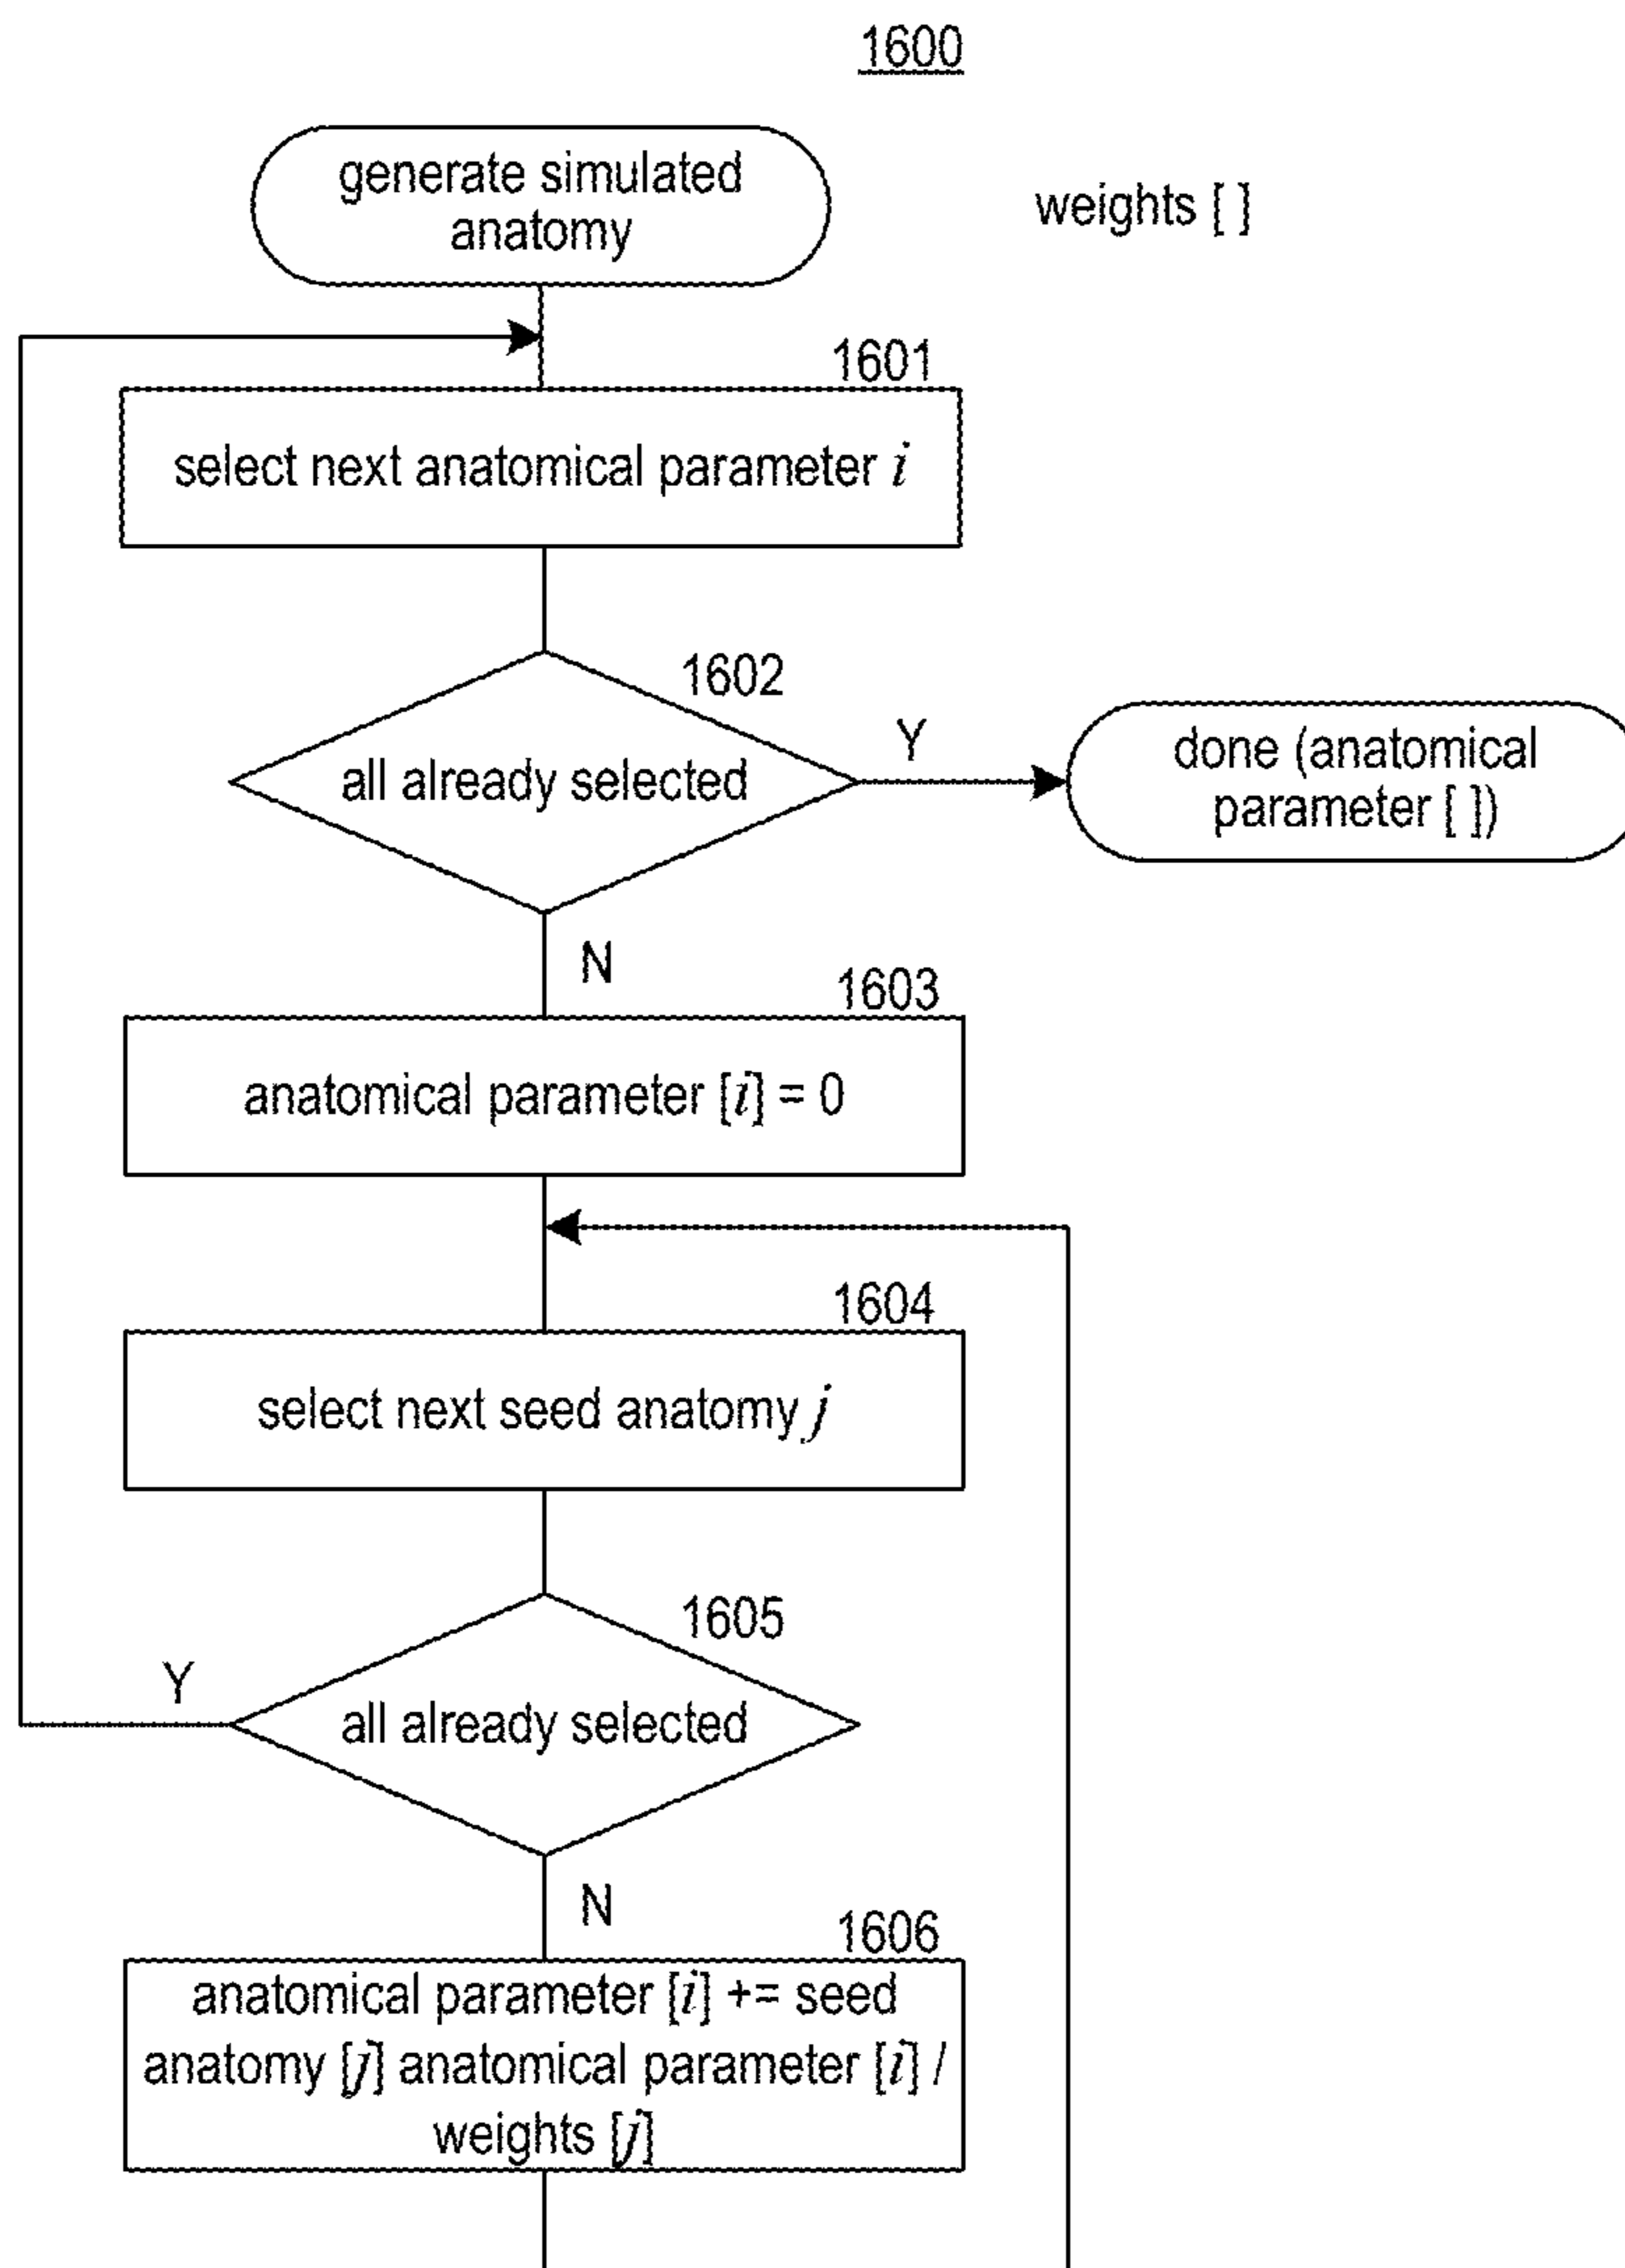 1600
generate simulated
anatomy
weights [ ]
1601
select next anatomical parameter i
1602
all already selected
Y
done (anatomical
parameter [ ])
N
1603
anatomical parameter [i] = 0
1604
select next seed anatomy j
1605
Y
all already selected
N
1606
anatomical parameter [i] += seed
anatomy [j] anatomical parameter [i] /
weights [j]